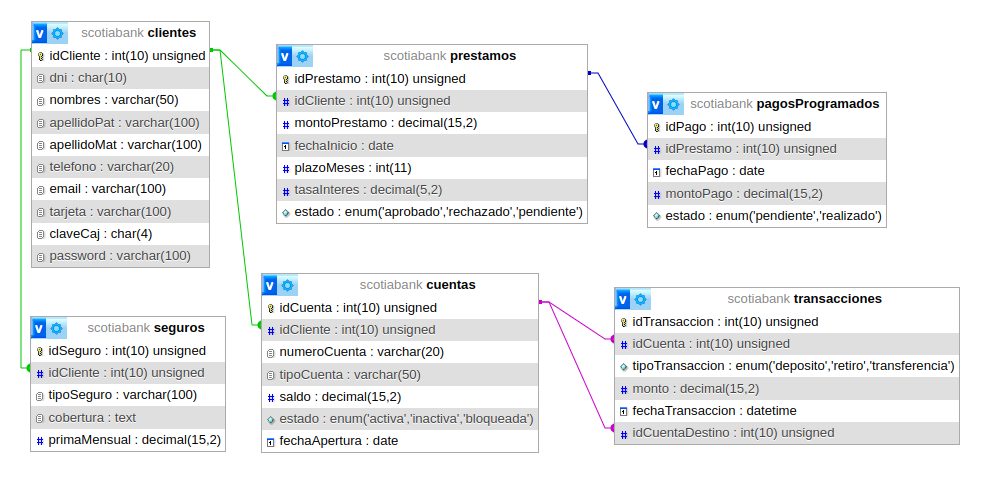 scotiabank clientes
idCliente : int(10) unsigned
dni : char(10)
nombres : varchar(50)
apellidoPat : varchar(100)
apellidoMat : varchar(100)
telefono : varchar(20)
email : varchar(100)
tarjeta : varchar(100)
claveCaj : char(4)
password : varchar(100)
scotiabank prestamos
idPrestamo : int(10) unsigned
idCliente : int(10) unsigned
montoPrestamo : decimal(15,2)
fechaInicio : date
plazoMeses : int(11)
tasaInteres : decimal(5,2)
estado : enum('aprobado','rechazado','pendiente')
scotiabank pagosProgramados
idPago : int(10) unsigned
idPrestamo : int(10) unsigned
fechaPago : date
montoPago : decimal(15,2)
estado : enum('pendiente','realizado')
scotiabank seguros
idSeguro : int(10) unsigned
idCliente : int(10) unsigned
tipoSeguro : varchar(100)
cobertura : text
primaMensual : decimal(15,2)
scotiabank cuentas
idCuenta : int(10) unsigned
idCliente : int(10) unsigned
numeroCuenta : varchar(20)
tipoCuenta : varchar(50)
saldo : decimal(15,2)
estado : enum('activa','inactiva','bloqueada')
fechaApertura : date
scotiabank transacciones
idTransaccion : int(10) unsigned
idCuenta : int(10) unsigned
tipoTransaccion : enum('deposito','retiro','transferencia')
monto : decimal(15,2)
fechaTransaccion : datetime
idCuentaDestino : int(10) unsigned